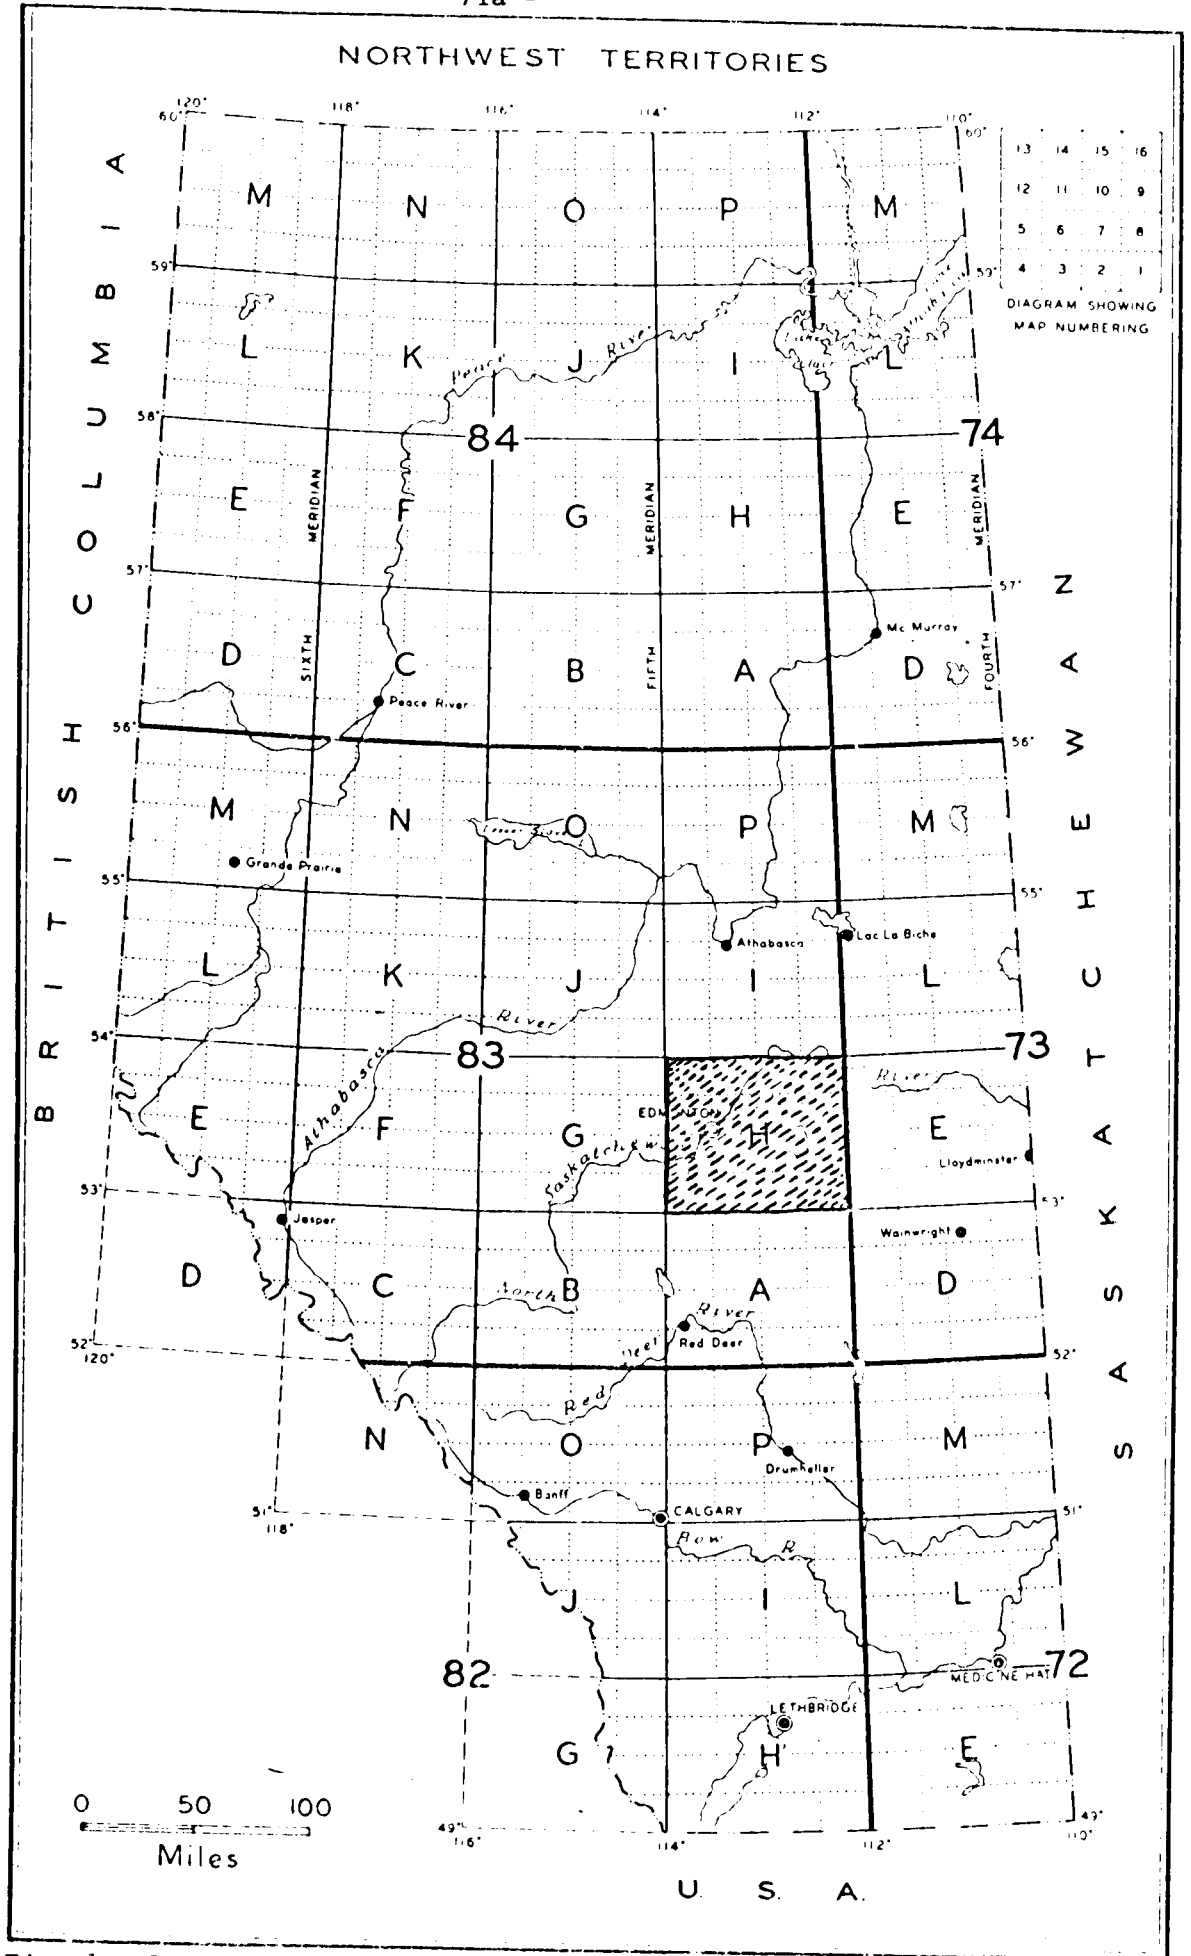 71a -
NORTHWEST TERRITORIES
120° 118° 116° 114° 112° 110°
60° 60°
13 14 15 16
12 11 10 9
5 6 7 8
4 3 2 1
DIAGRAM SHOWING
MAP NUMBERING
BRITISH COLUMBIA
SASKATCHEWAN
M N O P M
59° 59°
L K J I L
Peace River
58°
84 74
E F G H E
SIXTH MERIDIAN
FIFTH MERIDIAN
FOURTH MERIDIAN
57° 57°
Mc Murray
D C B A D
Peace River
56° 56°
M N O P M
Grande Prairie
55° 55°
Athabasca
Lac La Biche
L K J I L
Athabasca River
54°
83 73
River
EDMONTON
E F G H E
Saskatchewan
Lloydminster
53° 53°
Jasper
Wainwright
D C B A D
North
River
Red Deer
Red Deer
52° 52°
120°
N O P M
Drumheller
Banff
51° 51°
118°
CALGARY
Bow R
J I L
82 72
MEDICINE HAT
LETHBRIDGE
G H E
0 50 100
Miles
49° 49°
116° 114° 112° 110°
U. S. A.